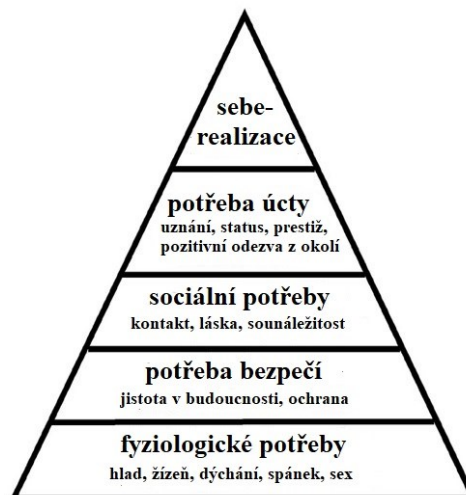 sebe-
realizace
potřeba úcty
uznání, status, prestiž,
pozitivní odezva z okolí
sociální potřeby
kontakt, láska, sounáležitost
potřeba bezpečí
jistota v budoucnosti, ochrana
fyziologické potřeby
hlad, žízeň, dýchání, spánek, sex